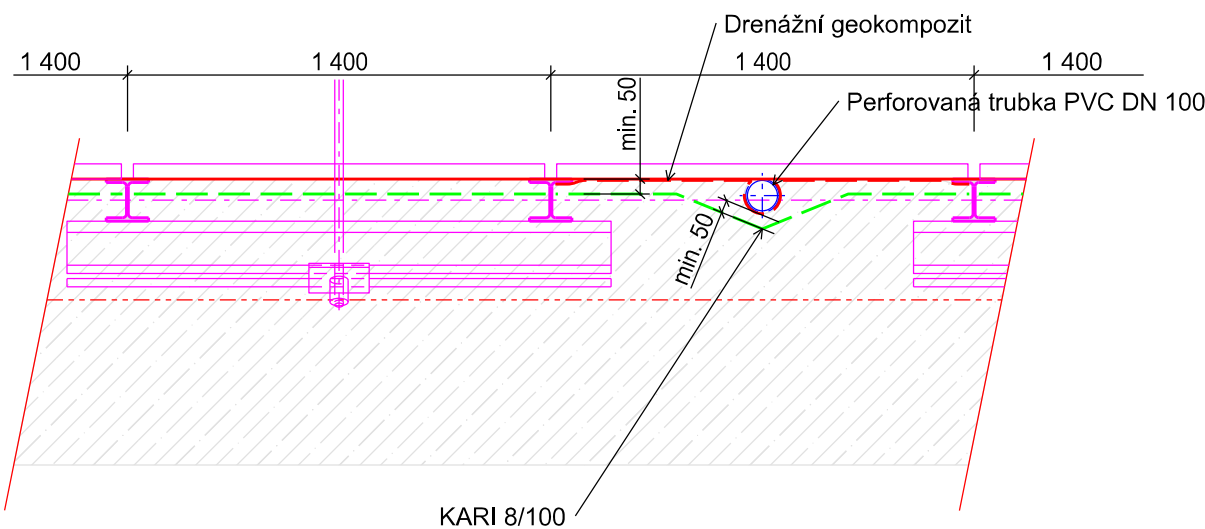 Drenážní geokompozit
1 400
1 400
1 400
1 400
min. 50
Perforovaná trubka PVC DN 100
min. 50
KARI 8/100